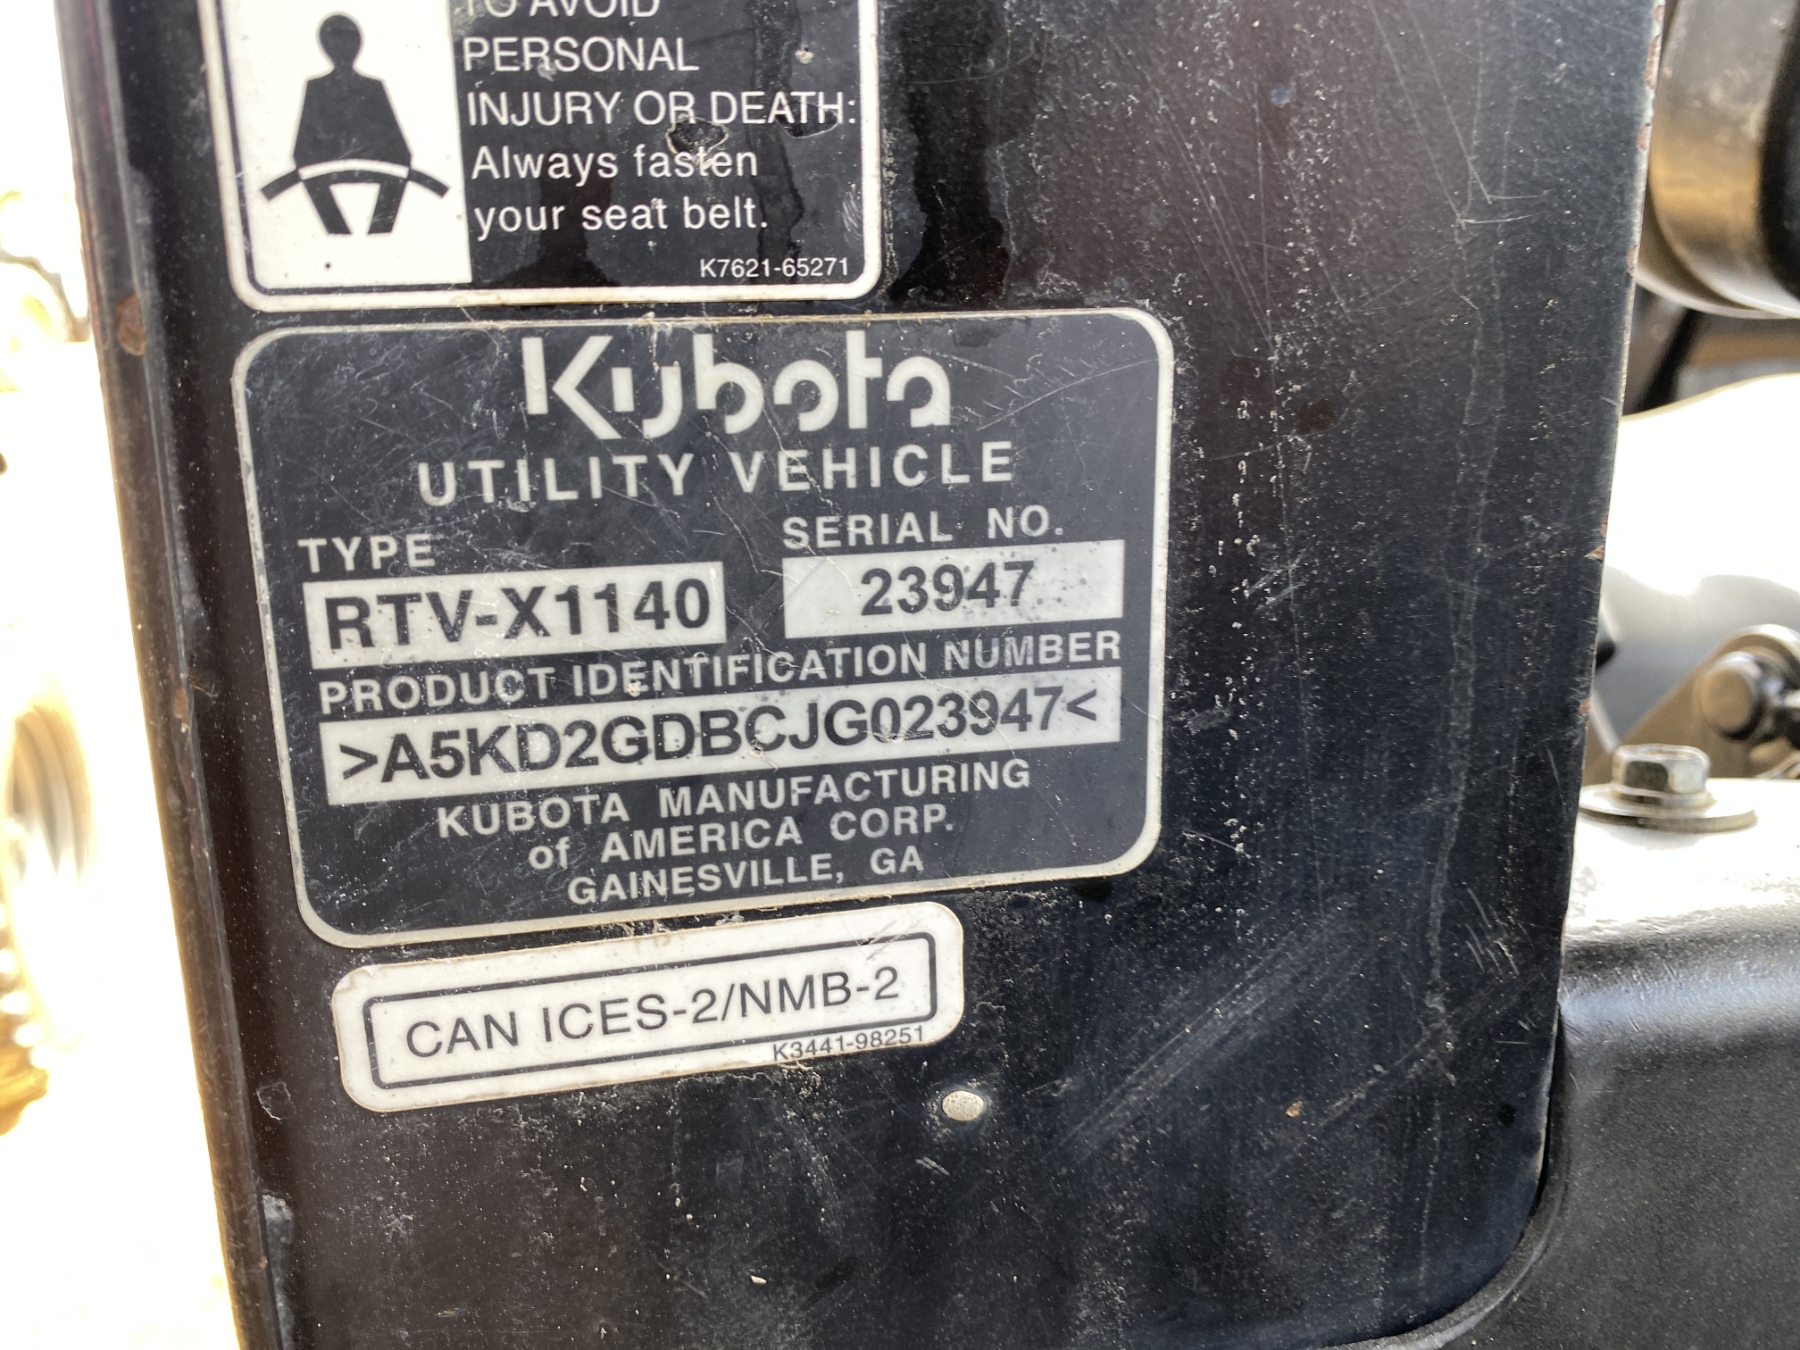 TO AVOID
PERSONAL
INJURY OR DEATH:
Always fasten
your seat belt.
K7621-65271
Kubota
UTILITY VEHICLE
TYPE SERIAL NO.
RTV-X1140 23947
PRODUCT IDENTIFICATION NUMBER
>A5KD2GDBCJG023947<
KUBOTA MANUFACTURING
of AMERICA CORP.
GAINESVILLE, GA
CAN ICES-2/NMB-2
K3441-98251